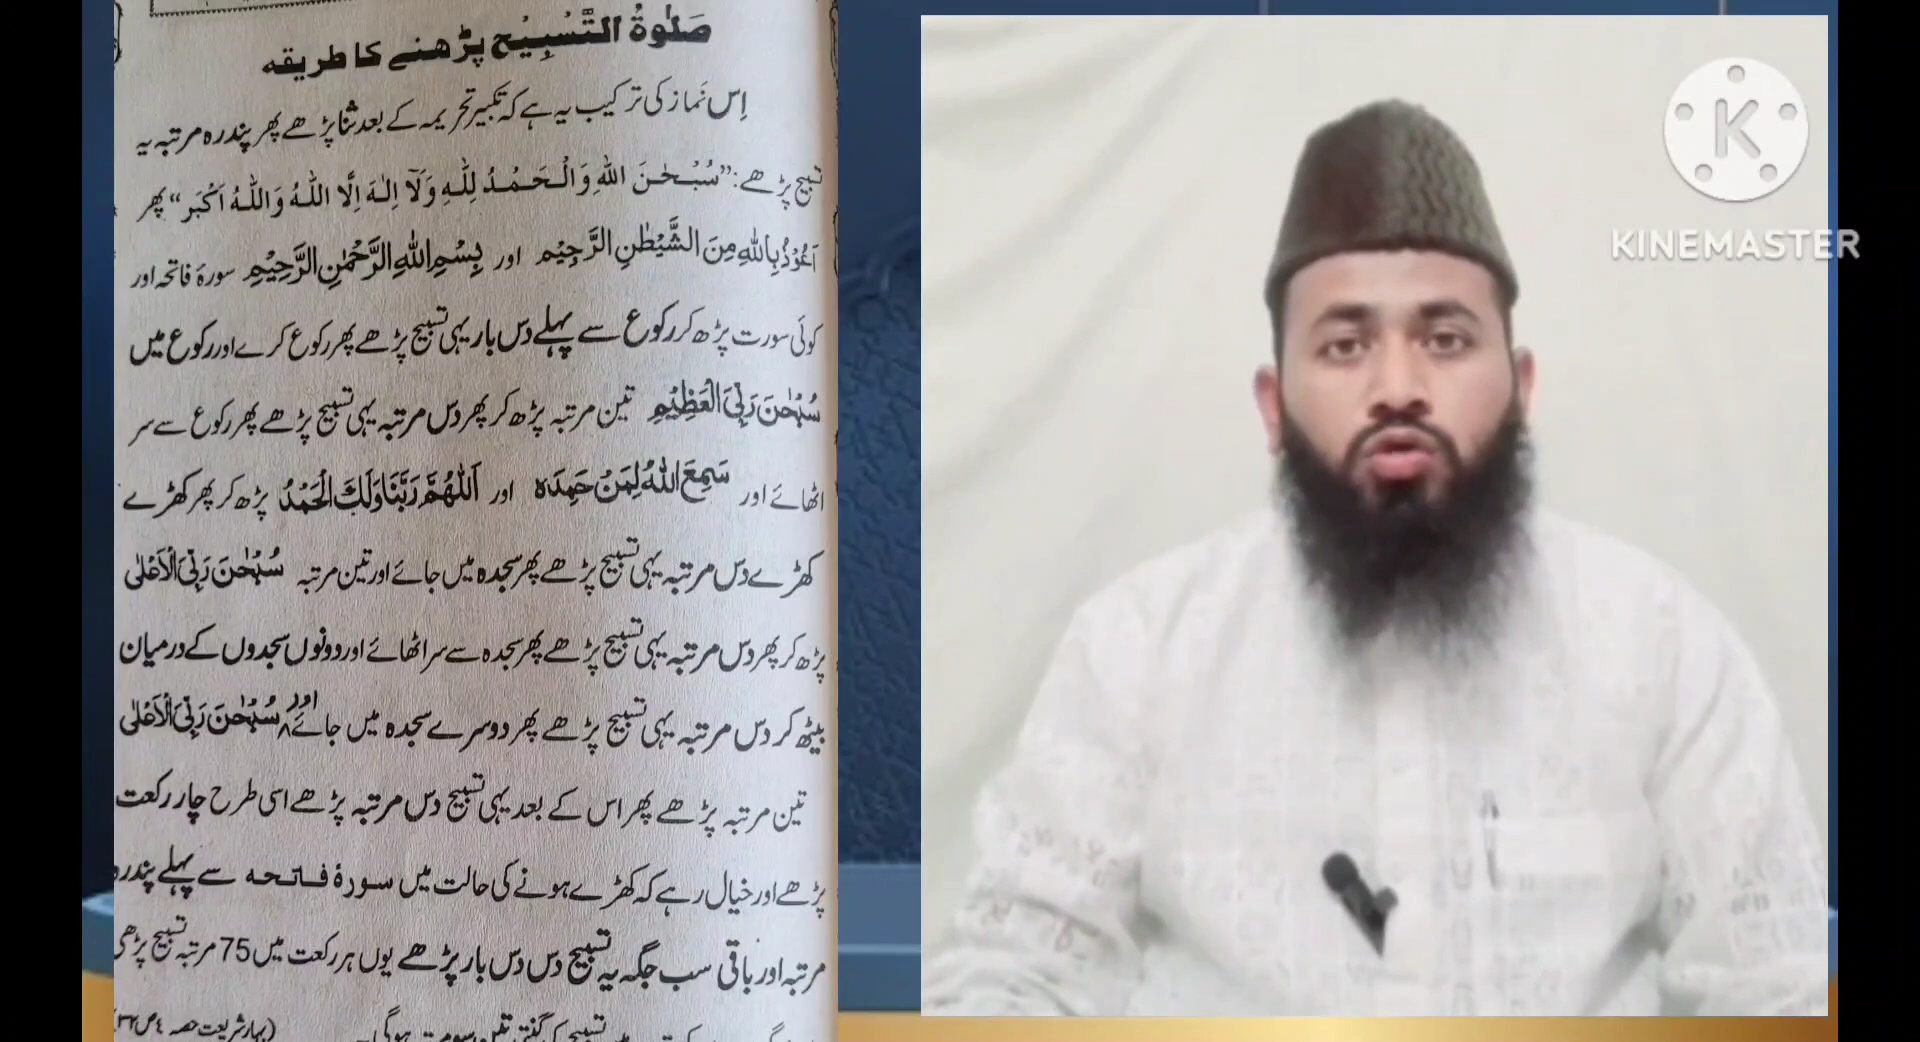 صَلٰوةُ التَّسْبِيْح پڑھنے کا طریقہ
اِس نَماز کی ترکیب یہ ہے کہ تکبیر تحریمہ کے بعد ثنا پڑھے پھر پندرہ مرتبہ یہ
تسبیح پڑھے: ”سُبْحٰنَ اللهِ وَالْحَمْدُ لِلّٰهِ وَلَآ اِلٰهَ اِلَّا اللّٰهُ وَاللّٰهُ اَكْبَر“ پھر
اَعُوْذُ بِاللّٰهِ مِنَ الشَّيْطٰنِ الرَّجِيْم اور بِسْمِ اللّٰهِ الرَّحْمٰنِ الرَّحِيْم سورۂ فاتحہ اور
کوئی سورت پڑھ کر رکوع سے پہلے دس بار یہی تسبیح پڑھے پھر رکوع کرے اور رکوع میں
سُبْحٰنَ رَبِّيَ الْعَظِيْم تین مرتبہ پڑھ کر پھر دس مرتبہ یہی تسبیح پڑھے پھر رکوع سے سر
اٹھائے اور سَمِعَ اللّٰهُ لِمَنْ حَمِدَہ اور اَللّٰهُمَّ رَبَّنَا وَلَكَ الْحَمْدُ پڑھ کر پھر کھڑے
کھڑے دس مرتبہ یہی تسبیح پڑھے پھر سجدہ میں جائے اور تین مرتبہ سُبْحٰنَ رَبِّيَ الْاَعْلٰى
پڑھ کر پھر دس مرتبہ یہی تسبیح پڑھے پھر سجدہ سے سر اٹھائے اور دونوں سجدوں کے درمیان
بیٹھ کر دس مرتبہ یہی تسبیح پڑھے پھر دوسرے سجدہ میں جائے اور سُبْحٰنَ رَبِّيَ الْاَعْلٰى
تین مرتبہ پڑھے پھر اس کے بعد یہی تسبیح دس مرتبہ پڑھے اسی طرح چار رکعت
پڑھے اور خیال رہے کہ کھڑے ہونے کی حالت میں سورۂ فاتحہ سے پہلے پندرہ
مرتبہ اور باقی سب جگہ یہ تسبیح دس دس بار پڑھے یوں ہر رکعت میں 75 مرتبہ تسبیح پڑھی
(بہار شریعت حصہ ٤ ص ٣٢)
K
KINEMASTER